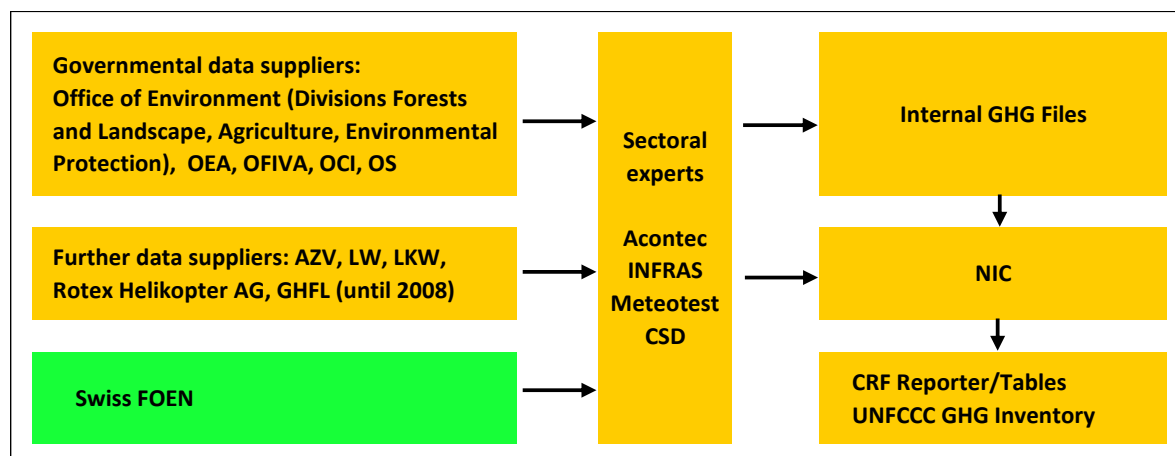 Governmental data suppliers:
Office of Environment (Divisions Forests
and Landscape, Agriculture, Environmental
Protection), OEA, OFIVA, OCI, OS
Further data suppliers: AZV, LW, LKW,
Rotex Helikopter AG, GHFL (until 2008)
Swiss FOEN
Sectoral
experts
Acontec
INFRAS
Meteotest
CSD
Internal GHG Files
NIC
CRF Reporter/Tables
UNFCCC GHG Inventory